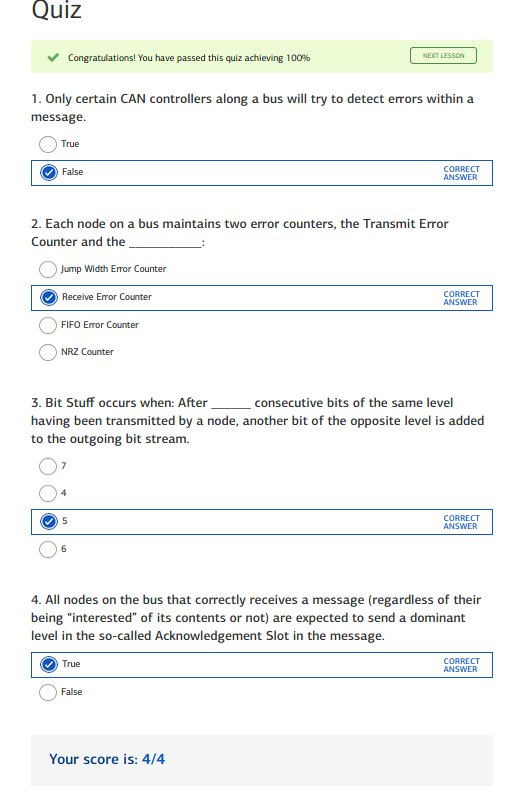 Quiz
Congratulations! You have passed this quiz achieving 100%
NEXT LESSON
1. Only certain CAN controllers along a bus will try to detect errors within a
message.
True
False
CORRECT
ANSWER
2. Each node on a bus maintains two error counters, the Transmit Error
Counter and the ___________:
Jump Width Error Counter
Receive Error Counter
CORRECT
ANSWER
FIFO Error Counter
NRZ Counter
3. Bit Stuff occurs when: After ______ consecutive bits of the same level
having been transmitted by a node, another bit of the opposite level is added
to the outgoing bit stream.
7
4
5
CORRECT
ANSWER
6
4. All nodes on the bus that correctly receives a message (regardless of their
being “interested” of its contents or not) are expected to send a dominant
level in the so-called Acknowledgement Slot in the message.
True
CORRECT
ANSWER
False
Your score is: 4/4